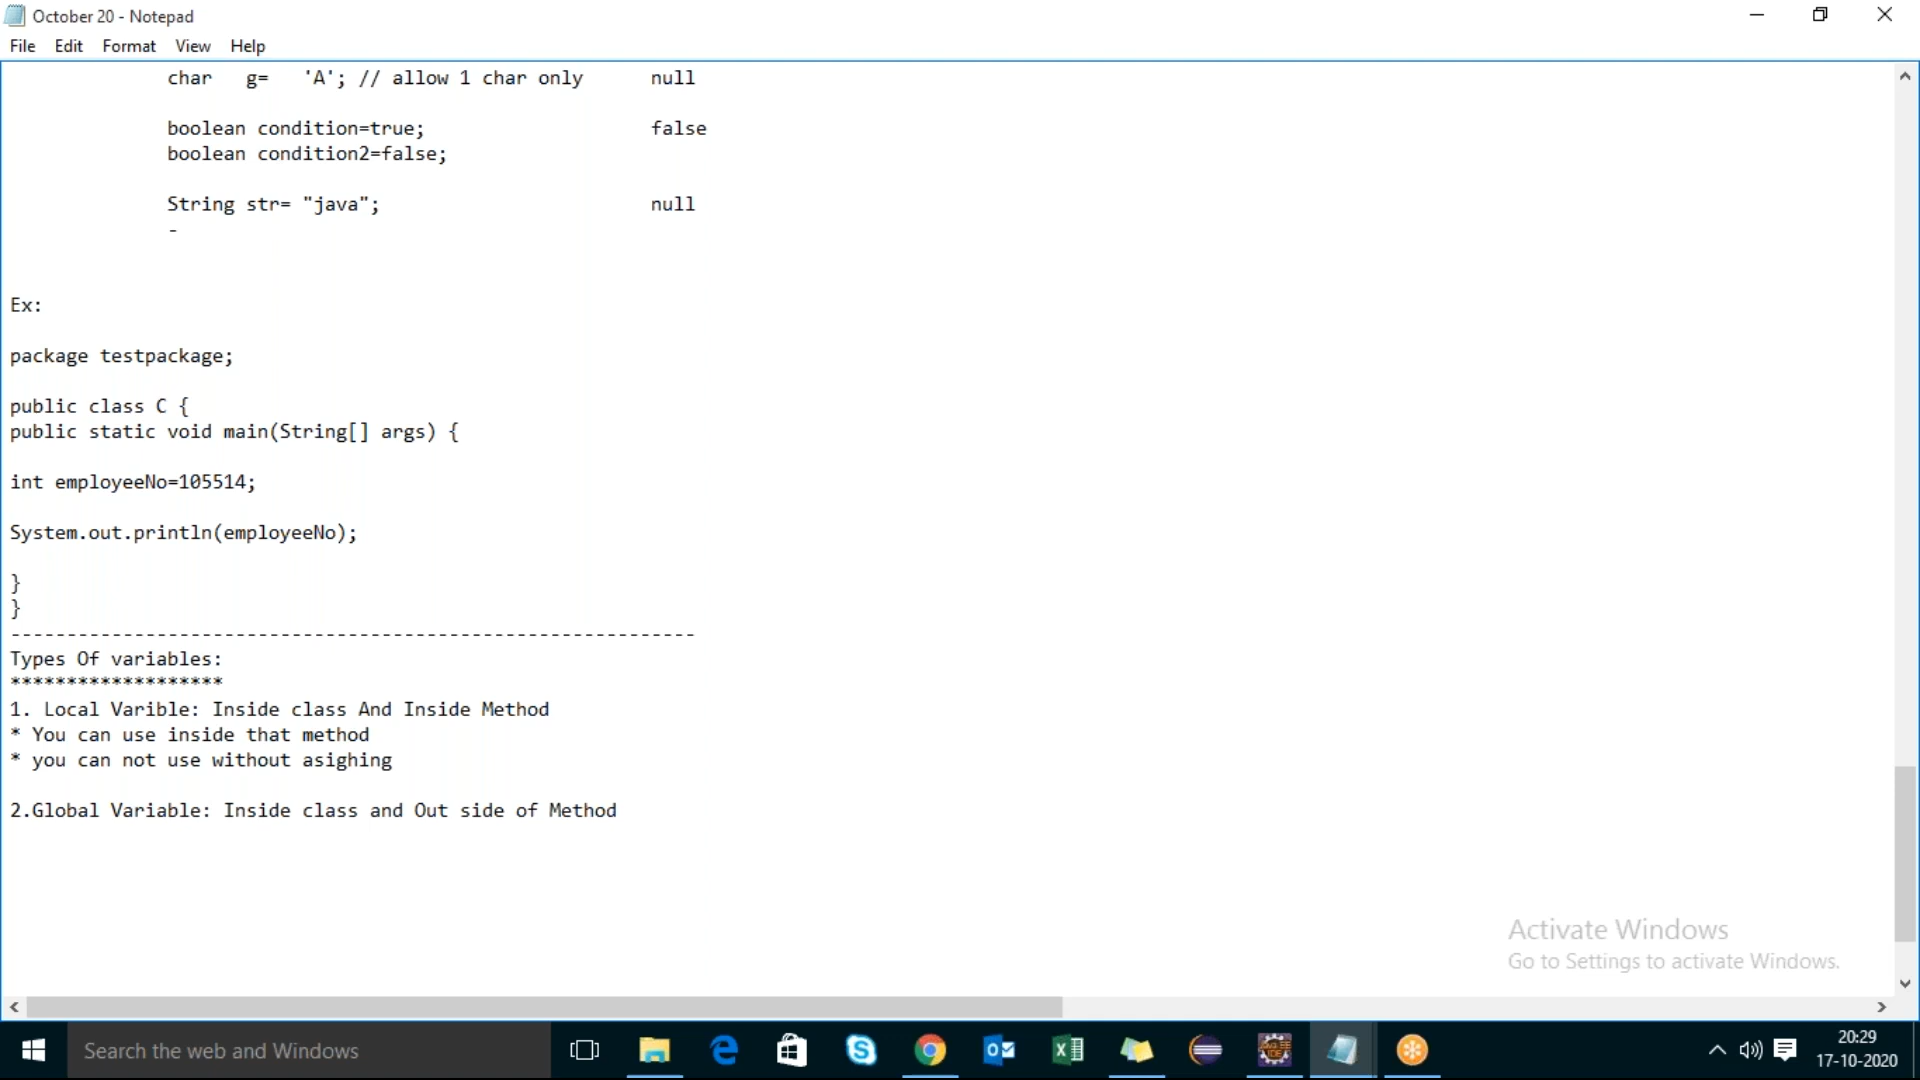 October 20 - Notepad
File Edit Format View Help
char g= 'A'; // allow 1 char only null
boolean condition=true; false
boolean condition2=false;
String str= "java"; null
-
Ex:
package testpackage;
public class C {
public static void main(String[] args) {
int employeeNo=105514;
System.out.println(employeeNo);
}
}
-------------------------------------------------------------
Types Of variables:
*******************
1. Local Varible: Inside class And Inside Method
* You can use inside that method
* you can not use without asighing
2.Global Variable: Inside class and Out side of Method
Activate Windows
Go to Settings to activate Windows.
Search the web and Windows
20:29
17-10-2020